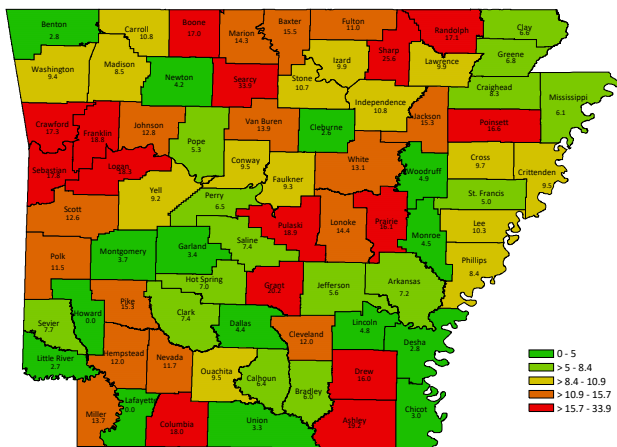 Benton
2.8
Carroll
10.8
Boone
17.0
Marion
14.3
Baxter
15.5
Fulton
11.0
Randolph
Clay
6.6
Washington
9.4
Madison
8.5
Newton
4.2
Searcy
Stone
10.7
Izard
9.9
Sharp
Lawrence
9.9
Greene
6.8
Craighead
8.3
Mississippi
6.1
Independence
10.8
Crawford
17.3
Franklin
Johnson
12.8
Pope
5.3
Van Buren
13.9
Cleburne
2.6
Jackson
15.3
Poinsett
16.6
Sebastian
Logan
Conway
9.5
White
13.1
Woodruff
4.9
Cross
9.7
Crittenden
9.5
Scott
12.6
Yell
9.2
Perry
6.5
Faulkner
9.3
St. Francis
5.0
Pulaski
18.9
Lonoke
14.4
Prairie
Monroe
4.5
Lee
10.3
Polk
11.5
Montgomery
3.7
Garland
3.4
Saline
7.4
Phillips
8.4
Hot Spring
7.0
Grant
Jefferson
5.6
Arkansas
7.2
Sevier
7.7
Howard
0.0
Pike
15.3
Clark
7.4
Dallas
4.4
Cleveland
12.0
Lincoln
4.8
Desha
2.8
Little River
2.7
Hempstead
12.0
Nevada
11.7
Ouachita
9.5
Calhoun
6.4
Bradley
6.0
Drew
Miller
13.7
Lafayette
0.0
Columbia
Union
3.3
Ashley
Chicot
3.0
0 - 5
> 5 - 8.4
> 8.4 - 10.9
> 10.9 - 15.7
> 15.7 - 33.9